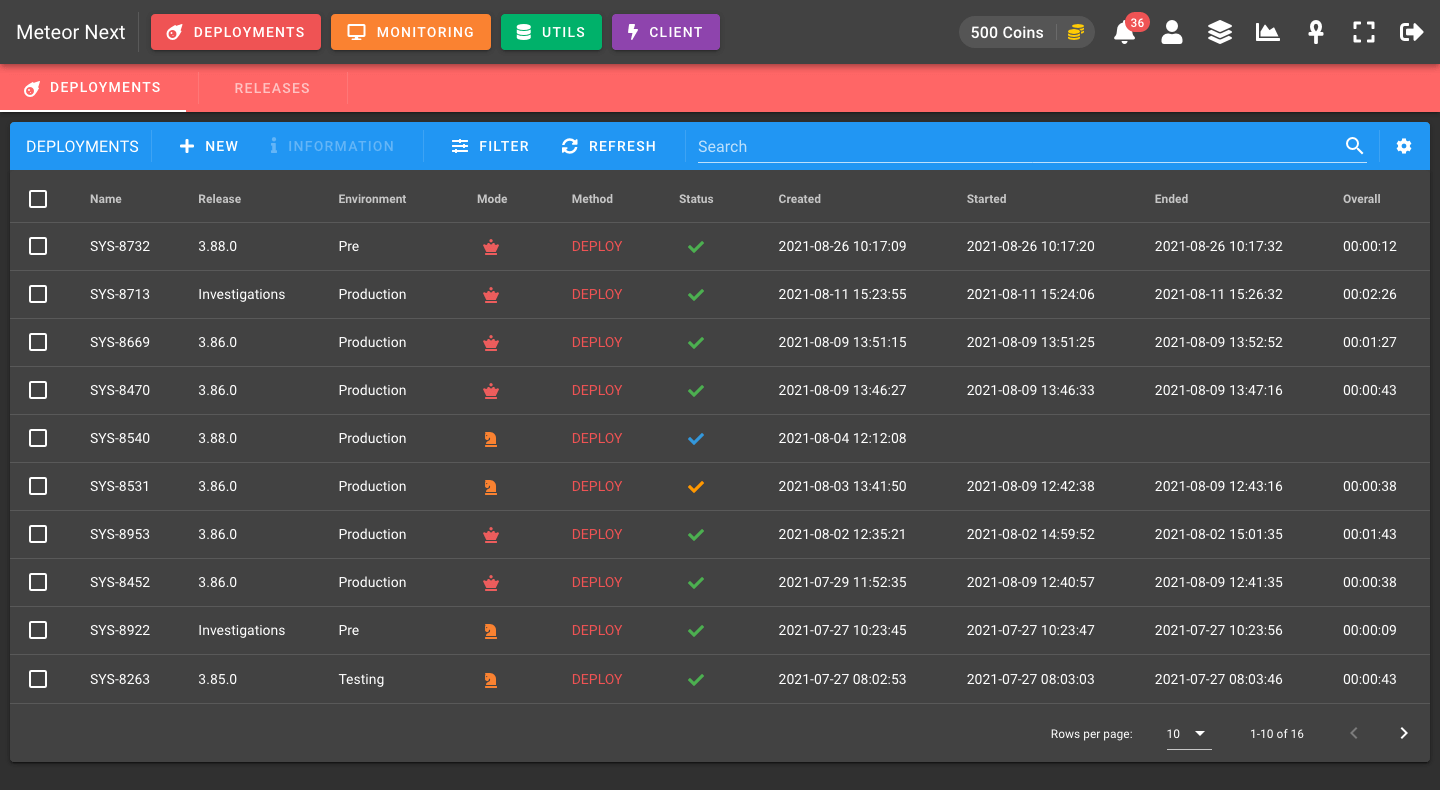 Meteor Next DEPLOYMENTS MONITORING UTILS CLIENT 500 Coins 36
DEPLOYMENTS RELEASES
DEPLOYMENTS NEW INFORMATION FILTER REFRESH Search
Name Release Environment Mode Method Status Created Started Ended Overall
SYS-8732 3.88.0 Pre DEPLOY 2021-08-26 10:17:09 2021-08-26 10:17:20 2021-08-26 10:17:32 00:00:12
SYS-8713 Investigations Production DEPLOY 2021-08-11 15:23:55 2021-08-11 15:24:06 2021-08-11 15:26:32 00:02:26
SYS-8669 3.86.0 Production DEPLOY 2021-08-09 13:51:15 2021-08-09 13:51:25 2021-08-09 13:52:52 00:01:27
SYS-8470 3.86.0 Production DEPLOY 2021-08-09 13:46:27 2021-08-09 13:46:33 2021-08-09 13:47:16 00:00:43
SYS-8540 3.88.0 Production DEPLOY 2021-08-04 12:12:08
SYS-8531 3.86.0 Production DEPLOY 2021-08-03 13:41:50 2021-08-09 12:42:38 2021-08-09 12:43:16 00:00:38
SYS-8953 3.86.0 Production DEPLOY 2021-08-02 12:35:21 2021-08-02 14:59:52 2021-08-02 15:01:35 00:01:43
SYS-8452 3.86.0 Production DEPLOY 2021-07-29 11:52:35 2021-08-09 12:40:57 2021-08-09 12:41:35 00:00:38
SYS-8922 Investigations Pre DEPLOY 2021-07-27 10:23:45 2021-07-27 10:23:47 2021-07-27 10:23:56 00:00:09
SYS-8263 3.85.0 Testing DEPLOY 2021-07-27 08:02:53 2021-07-27 08:03:03 2021-07-27 08:03:46 00:00:43
Rows per page: 10 1-10 of 16